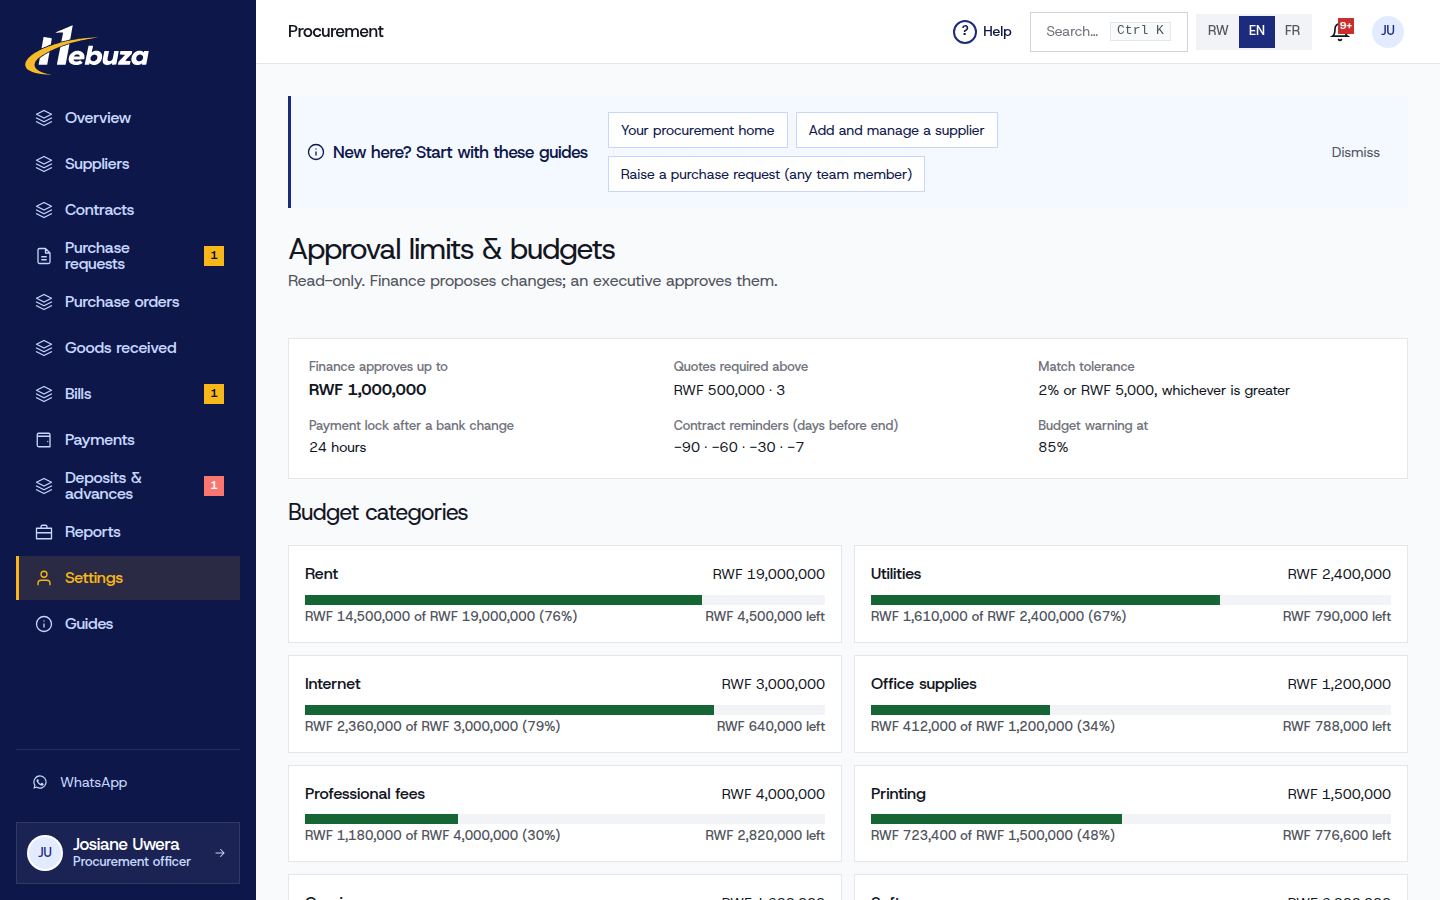 Hebuza
Overview
Suppliers
Contracts
Purchase requests 1
Purchase orders
Goods received
Bills 1
Payments
Deposits & advances 1
Reports
Settings
Guides
WhatsApp
JU Josiane Uwera
Procurement officer
Procurement
? Help
Search... Ctrl K
RW EN FR
9+
JU
New here? Start with these guides
Your procurement home
Add and manage a supplier
Raise a purchase request (any team member)
Dismiss
Approval limits & budgets
Read-only. Finance proposes changes; an executive approves them.
Finance approves up to
RWF 1,000,000
Quotes required above
RWF 500,000 · 3
Match tolerance
2% or RWF 5,000, whichever is greater
Payment lock after a bank change
24 hours
Contract reminders (days before end)
−90 · −60 · −30 · −7
Budget warning at
85%
Budget categories
Rent RWF 19,000,000
RWF 14,500,000 of RWF 19,000,000 (76%) RWF 4,500,000 left
Utilities RWF 2,400,000
RWF 1,610,000 of RWF 2,400,000 (67%) RWF 790,000 left
Internet RWF 3,000,000
RWF 2,360,000 of RWF 3,000,000 (79%) RWF 640,000 left
Office supplies RWF 1,200,000
RWF 412,000 of RWF 1,200,000 (34%) RWF 788,000 left
Professional fees RWF 4,000,000
RWF 1,180,000 of RWF 4,000,000 (30%) RWF 2,820,000 left
Printing RWF 1,500,000
RWF 723,400 of RWF 1,500,000 (48%) RWF 776,600 left